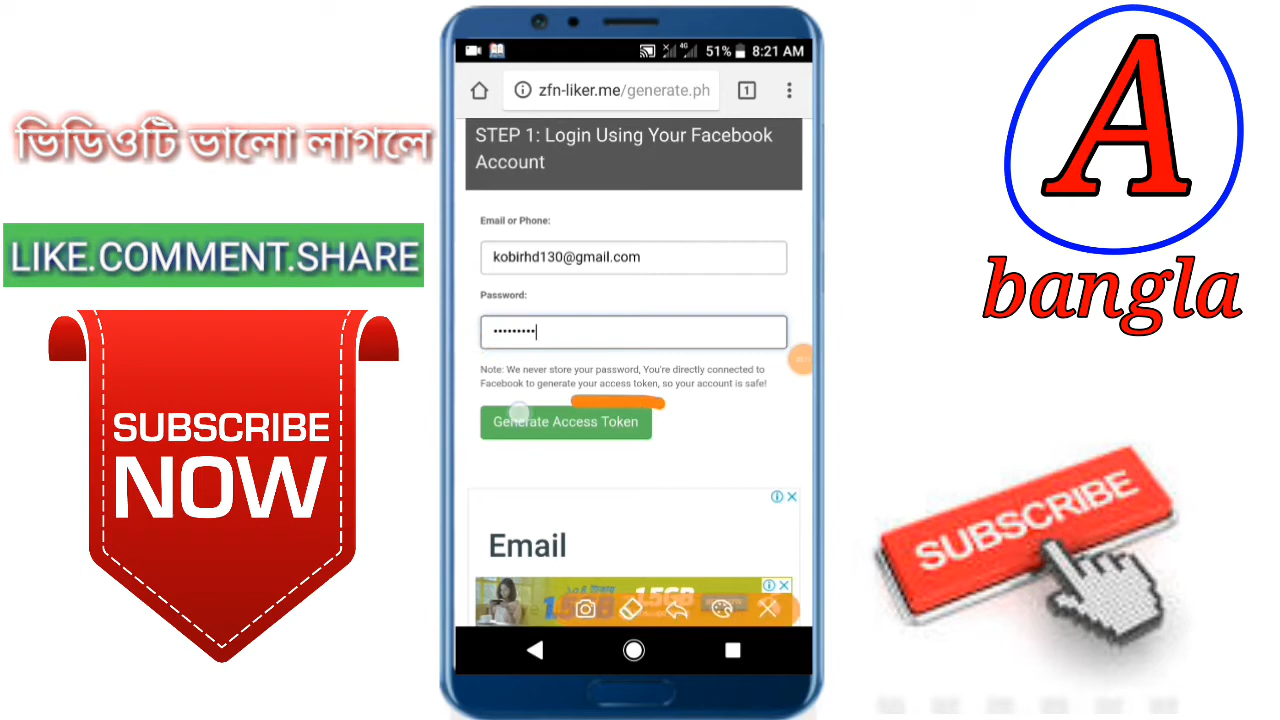 ভিডিওটি ভালো লাগলে
LIKE.COMMENT.SHARE
SUBSCRIBE
NOW
51% 8:21 AM
zfn-liker.me/generate.ph
1
STEP 1: Login Using Your Facebook
Account
Email or Phone:
kobirhd130@gmail.com
Password:
•••••••••
Note: We never store your password, You're directly connected to
Facebook to generate your access token, so your account is safe!
Generate Access Token
Email
1.5GB
A
bangla
SUBSCRIBE